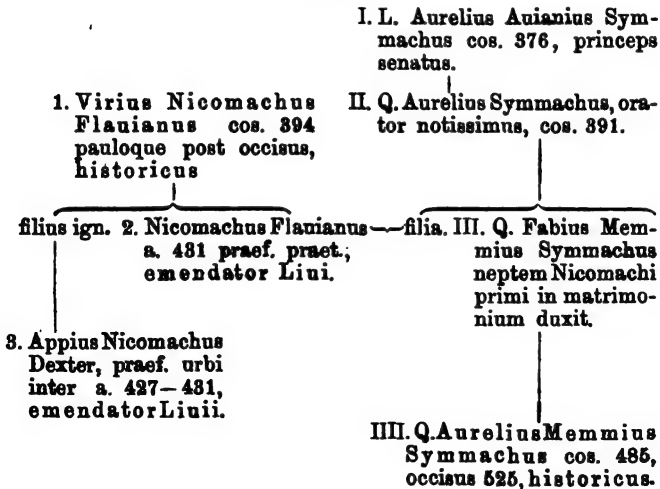 I. L. Aurelius Auianius Sym-
machus cos. 376, princeps
senatus.
1. Virius Nicomachus
Flauianus cos. 394
pauloque post occisus,
historicus
II. Q. Aurelius Symmachus, ora-
tor notissimus, cos. 391.
filius ign. 2. Nicomachus Flauianus
a. 431 praef. praet.,
emendator Liui.
filia. III. Q. Fabius Mem-
mius Symmachus
neptem Nicomachi
primi in matrimo-
nium duxit.
3. Appius Nicomachus
Dexter, praef. urbi
inter a. 427–431,
emendator Liuii.
IIII. Q. Aurelius Memmius
Symmachus cos. 485,
occisus 525, historicus.